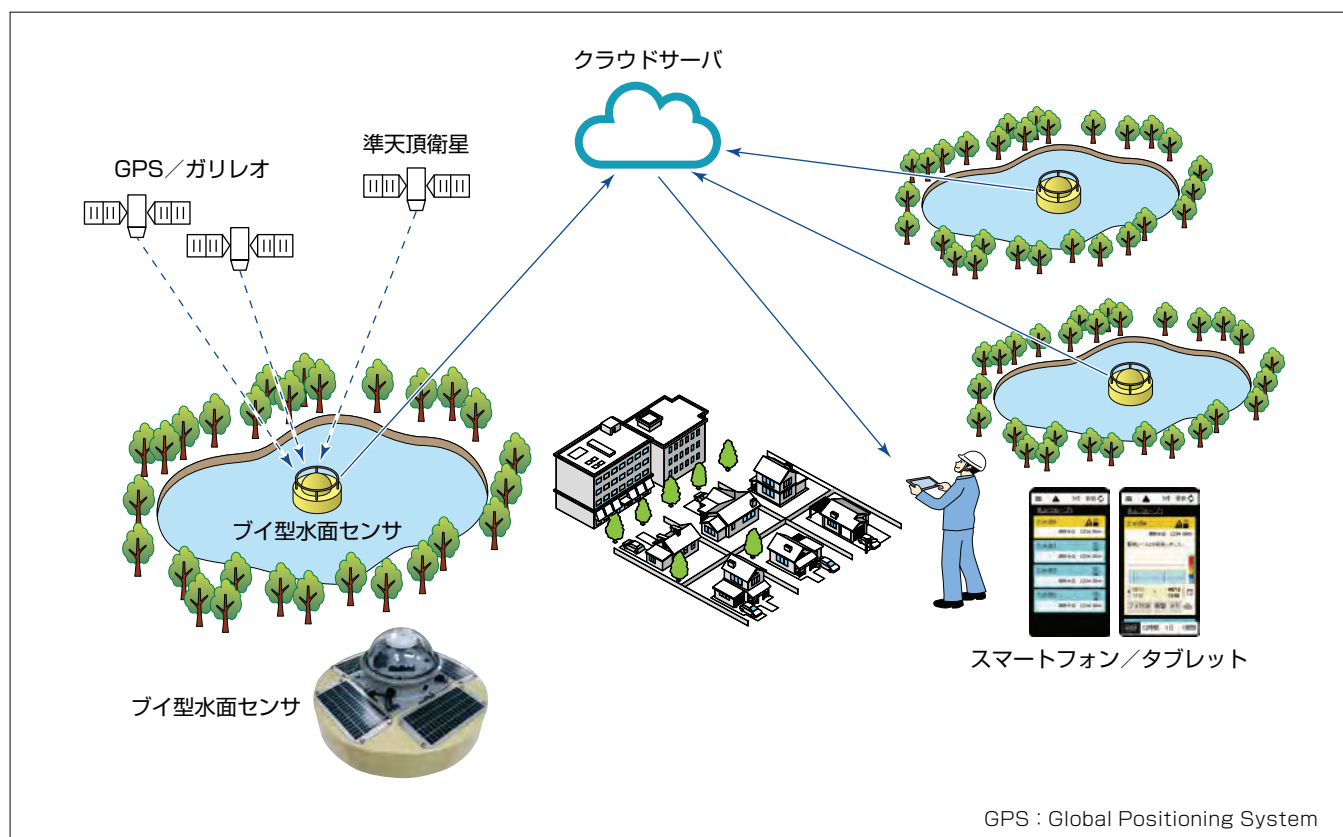 クラウドサーバ
準天頂衛星
GPS／ガリレオ
ブイ型水面センサ
ブイ型水面センサ
スマートフォン／タブレット
GPS：Global Positioning System